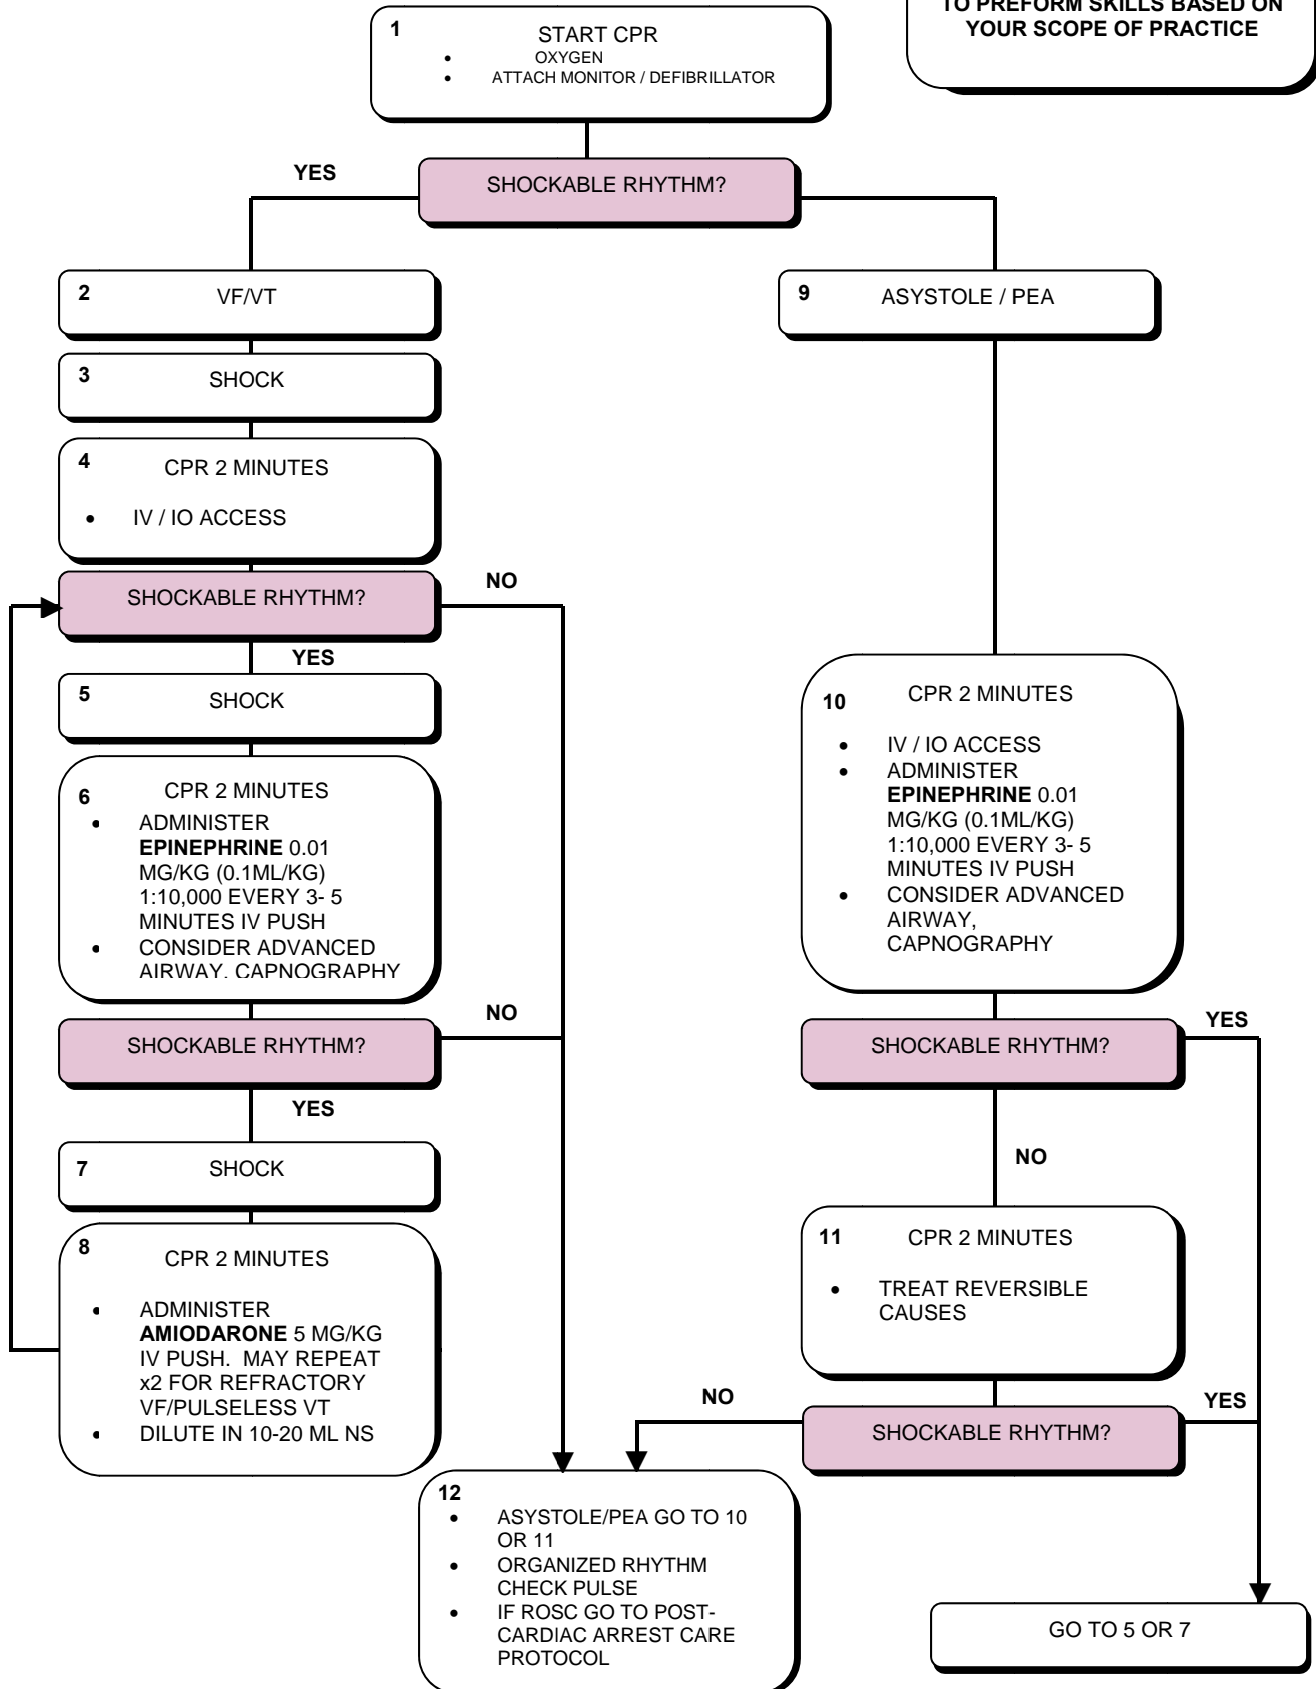 TO PREFORM SKILLS BASED ON
YOUR SCOPE OF PRACTICE
1
START CPR
• OXYGEN
• ATTACH MONITOR / DEFIBRILLATOR
YES
SHOCKABLE RHYTHM?
2 VF/VT
3 SHOCK
4 CPR 2 MINUTES
• IV / IO ACCESS
SHOCKABLE RHYTHM?
NO
YES
5 SHOCK
6 CPR 2 MINUTES
• ADMINISTER
EPINEPHRINE 0.01
MG/KG (0.1ML/KG)
1:10,000 EVERY 3- 5
MINUTES IV PUSH
• CONSIDER ADVANCED
AIRWAY, CAPNOGRAPHY
SHOCKABLE RHYTHM?
NO
YES
7 SHOCK
8
CPR 2 MINUTES
• ADMINISTER
AMIODARONE 5 MG/KG
IV PUSH. MAY REPEAT
x2 FOR REFRACTORY
VF/PULSELESS VT
• DILUTE IN 10-20 ML NS
9 ASYSTOLE / PEA
10 CPR 2 MINUTES
• IV / IO ACCESS
• ADMINISTER
EPINEPHRINE 0.01
MG/KG (0.1ML/KG)
1:10,000 EVERY 3- 5
MINUTES IV PUSH
• CONSIDER ADVANCED
AIRWAY,
CAPNOGRAPHY
SHOCKABLE RHYTHM?
YES
NO
11 CPR 2 MINUTES
• TREAT REVERSIBLE
CAUSES
NO
SHOCKABLE RHYTHM?
YES
12
• ASYSTOLE/PEA GO TO 10
OR 11
• ORGANIZED RHYTHM
CHECK PULSE
• IF ROSC GO TO POST-
CARDIAC ARREST CARE
PROTOCOL
GO TO 5 OR 7